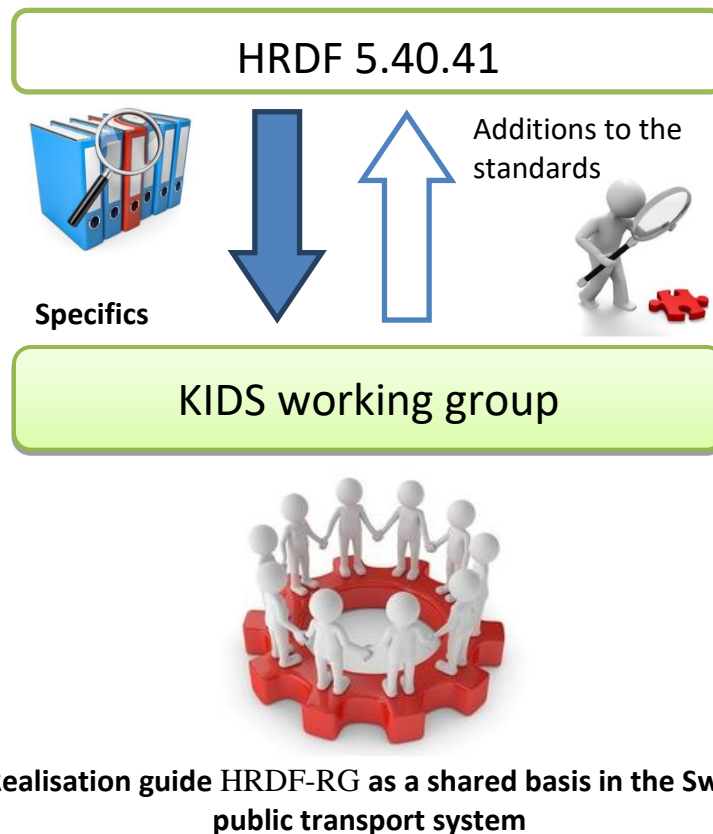 HRDF 5.40.41
Additions to the
standards
Specifics
KIDS working group
ealisation guide HRDF-RG as a shared basis in the Sw
public transport system